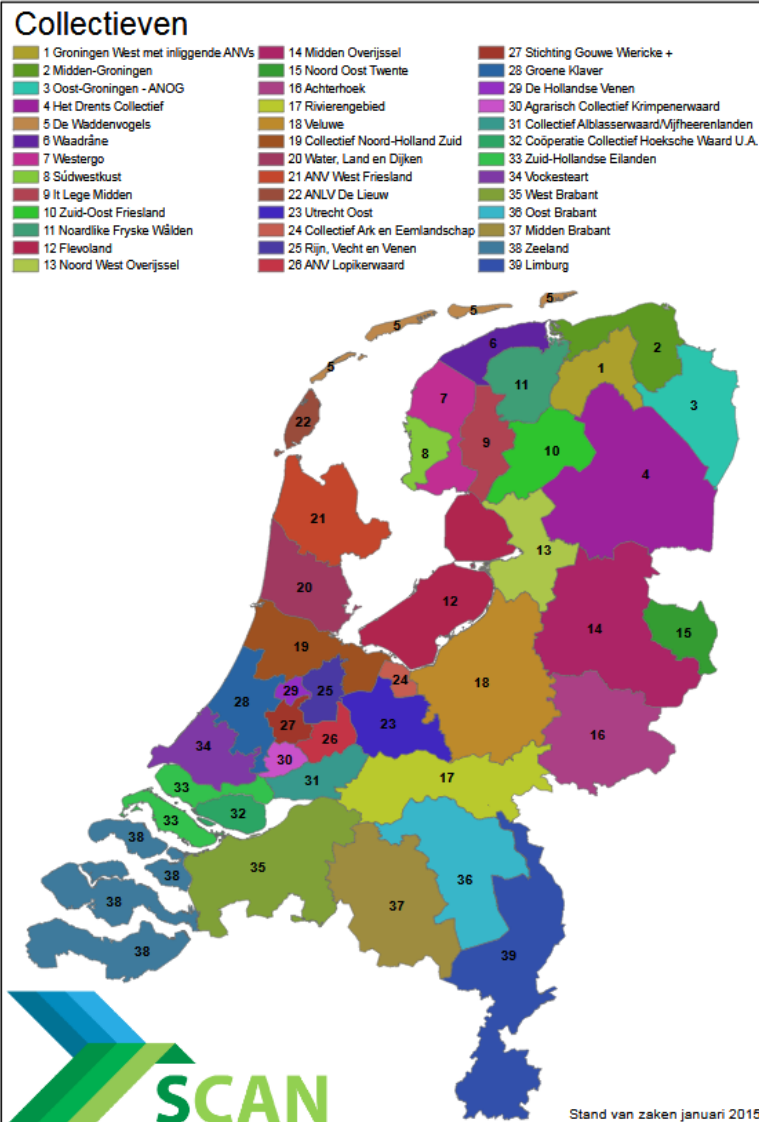 Collectieven
1 Groningen West met inliggende ANVs
2 Midden-Groningen
3 Oost-Groningen - ANOG
4 Het Drents Collectief
5 De Waddenvogels
6 Waadrâne
7 Westergo
8 Súdwestkust
9 It Lege Midden
10 Zuid-Oost Friesland
11 Noardlike Fryske Wâlden
12 Flevoland
13 Noord West Overijssel
14 Midden Overijssel
15 Noord Oost Twente
16 Achterhoek
17 Rivierengebied
18 Veluwe
19 Collectief Noord-Holland Zuid
20 Water, Land en Dijken
21 ANV West Friesland
22 ANLV De Lieuw
23 Utrecht Oost
24 Collectief Ark en Eemlandschap
25 Rijn, Vecht en Venen
26 ANV Lopikerwaard
27 Stichting Gouwe Wiericke +
28 Groene Klaver
29 De Hollandse Venen
30 Agrarisch Collectief Krimpenerwaard
31 Collectief Alblasserwaard/Vijfheerenlanden
32 Coöperatie Collectief Hoeksche Waard U.A.
33 Zuid-Hollandse Eilanden
34 Vockesteart
35 West Brabant
36 Oost Brabant
37 Midden Brabant
38 Zeeland
39 Limburg
5
5
5
5
6
2
1
11
3
7
22
8
9
10
4
21
13
20
12
14
15
19
24
29
25
18
28
27
26
23
16
34
30
17
31
33
33
32
38
38
35
36
38
37
38
39
SCAN
Stand van zaken januari 2015